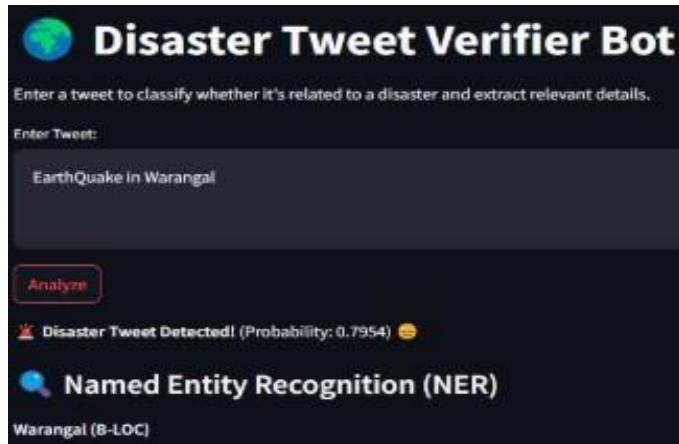 🌍 Disaster Tweet Verifier Bot
Enter a tweet to classify whether it's related to a disaster and extract relevant details.
Enter Tweet:
EarthQuake in Warangal
Analyze
🚨 Disaster Tweet Detected! (Probability: 0.7954) 😑
🔍 Named Entity Recognition (NER)
Warangal (B-LOC)